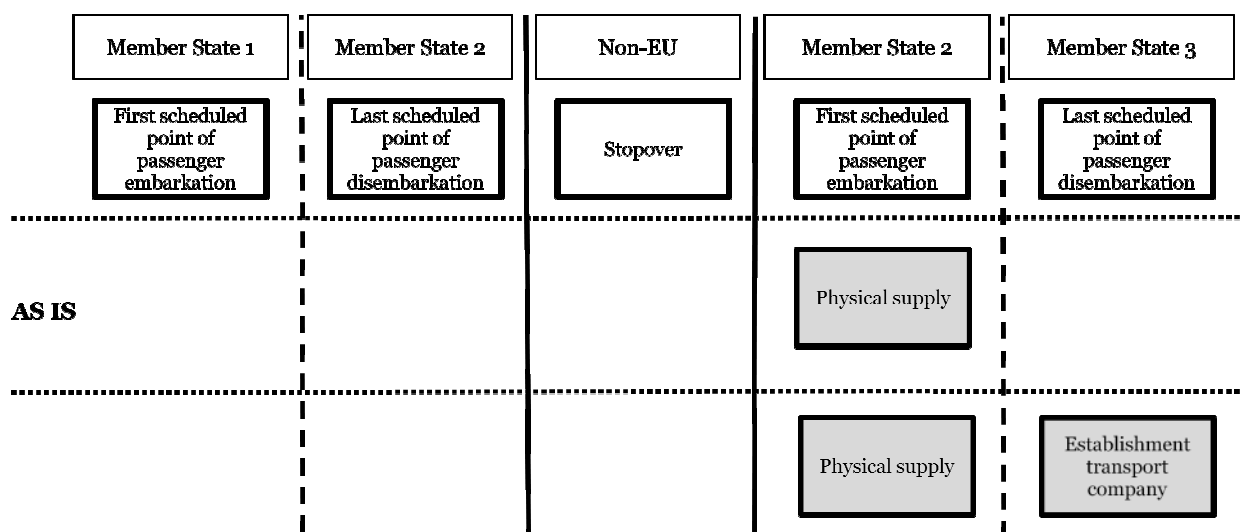 Member State 1
Member State 2
Non-EU
Member State 2
Member State 3
First scheduled
point of
passenger
embarkation
Last scheduled
point of
passenger
disembarkation
Stopover
First scheduled
point of
passenger
embarkation
Last scheduled
point of
passenger
disembarkation
AS IS
Physical supply
Physical supply
Establishment
transport
company